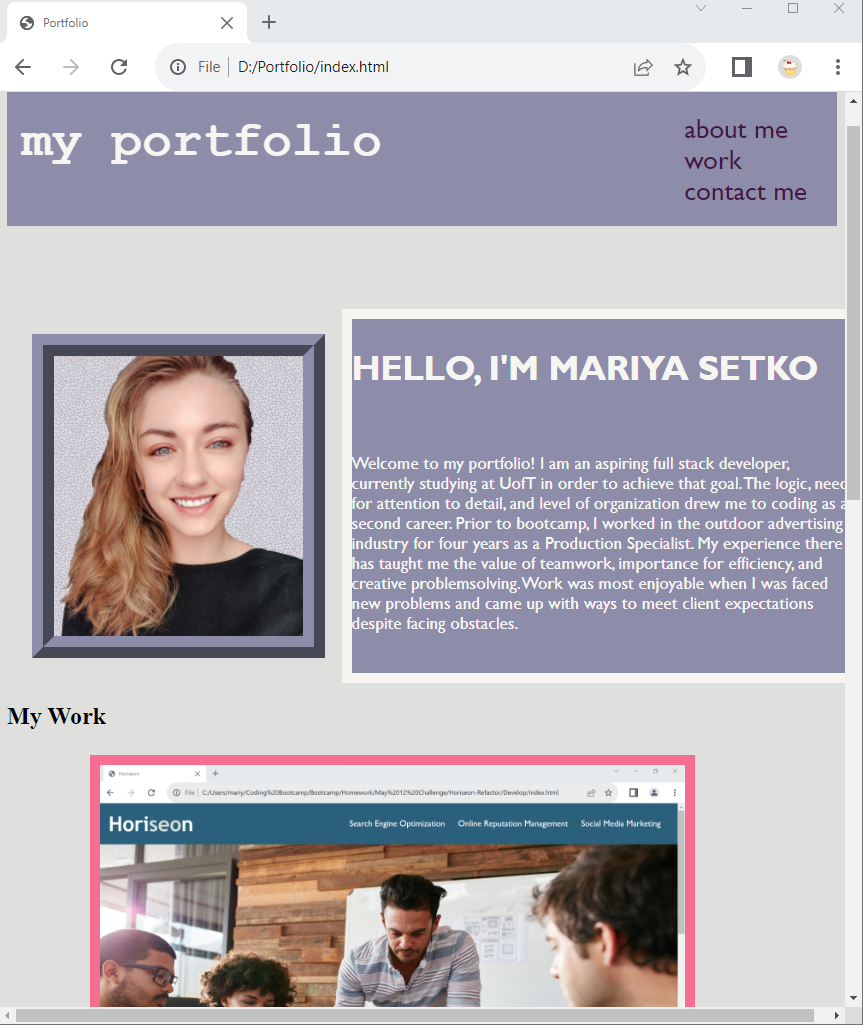 Portfolio
File
D:/Portfolio/index.html
my portfolio
about me
work
contact me
HELLO, I'M MARIYA SETKO
Welcome to my portfolio! I am an aspiring full stack developer,
currently studying at UofT in order to achieve that goal. The logic, need
for attention to detail, and level of organization drew me to coding as a
second career. Prior to bootcamp, I worked in the outdoor advertising
industry for four years as a Production Specialist. My experience there
has taught me the value of teamwork, importance for efficiency, and
creative problemsolving. Work was most enjoyable when I was faced
new problems and came up with ways to meet client expectations
despite facing obstacles.
My Work
Horiseon
File C:/Users/mariy/Coding%20Bootcamp/Bootcamp/Homework/May%2012%20Challenge/Horiseon-Refactor/Develop/index.html
Horiseon
Search Engine Optimization Online Reputation Management Social Media Marketing